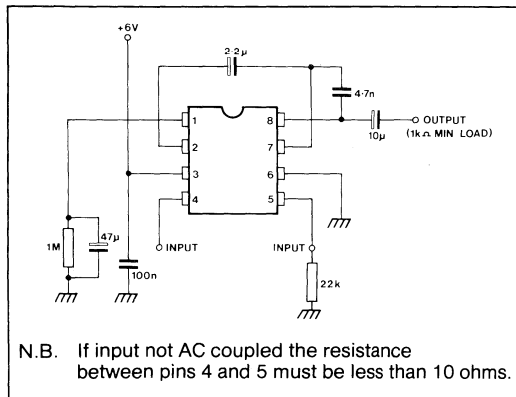 +6V
2·2µ
4·7n
1
8
10µ
OUTPUT
(1kΩ MIN LOAD)
2
7
3
6
4
5
1M
47µ
100n
INPUT
INPUT
22k
N.B. If input not AC coupled the resistance
between pins 4 and 5 must be less than 10 ohms.